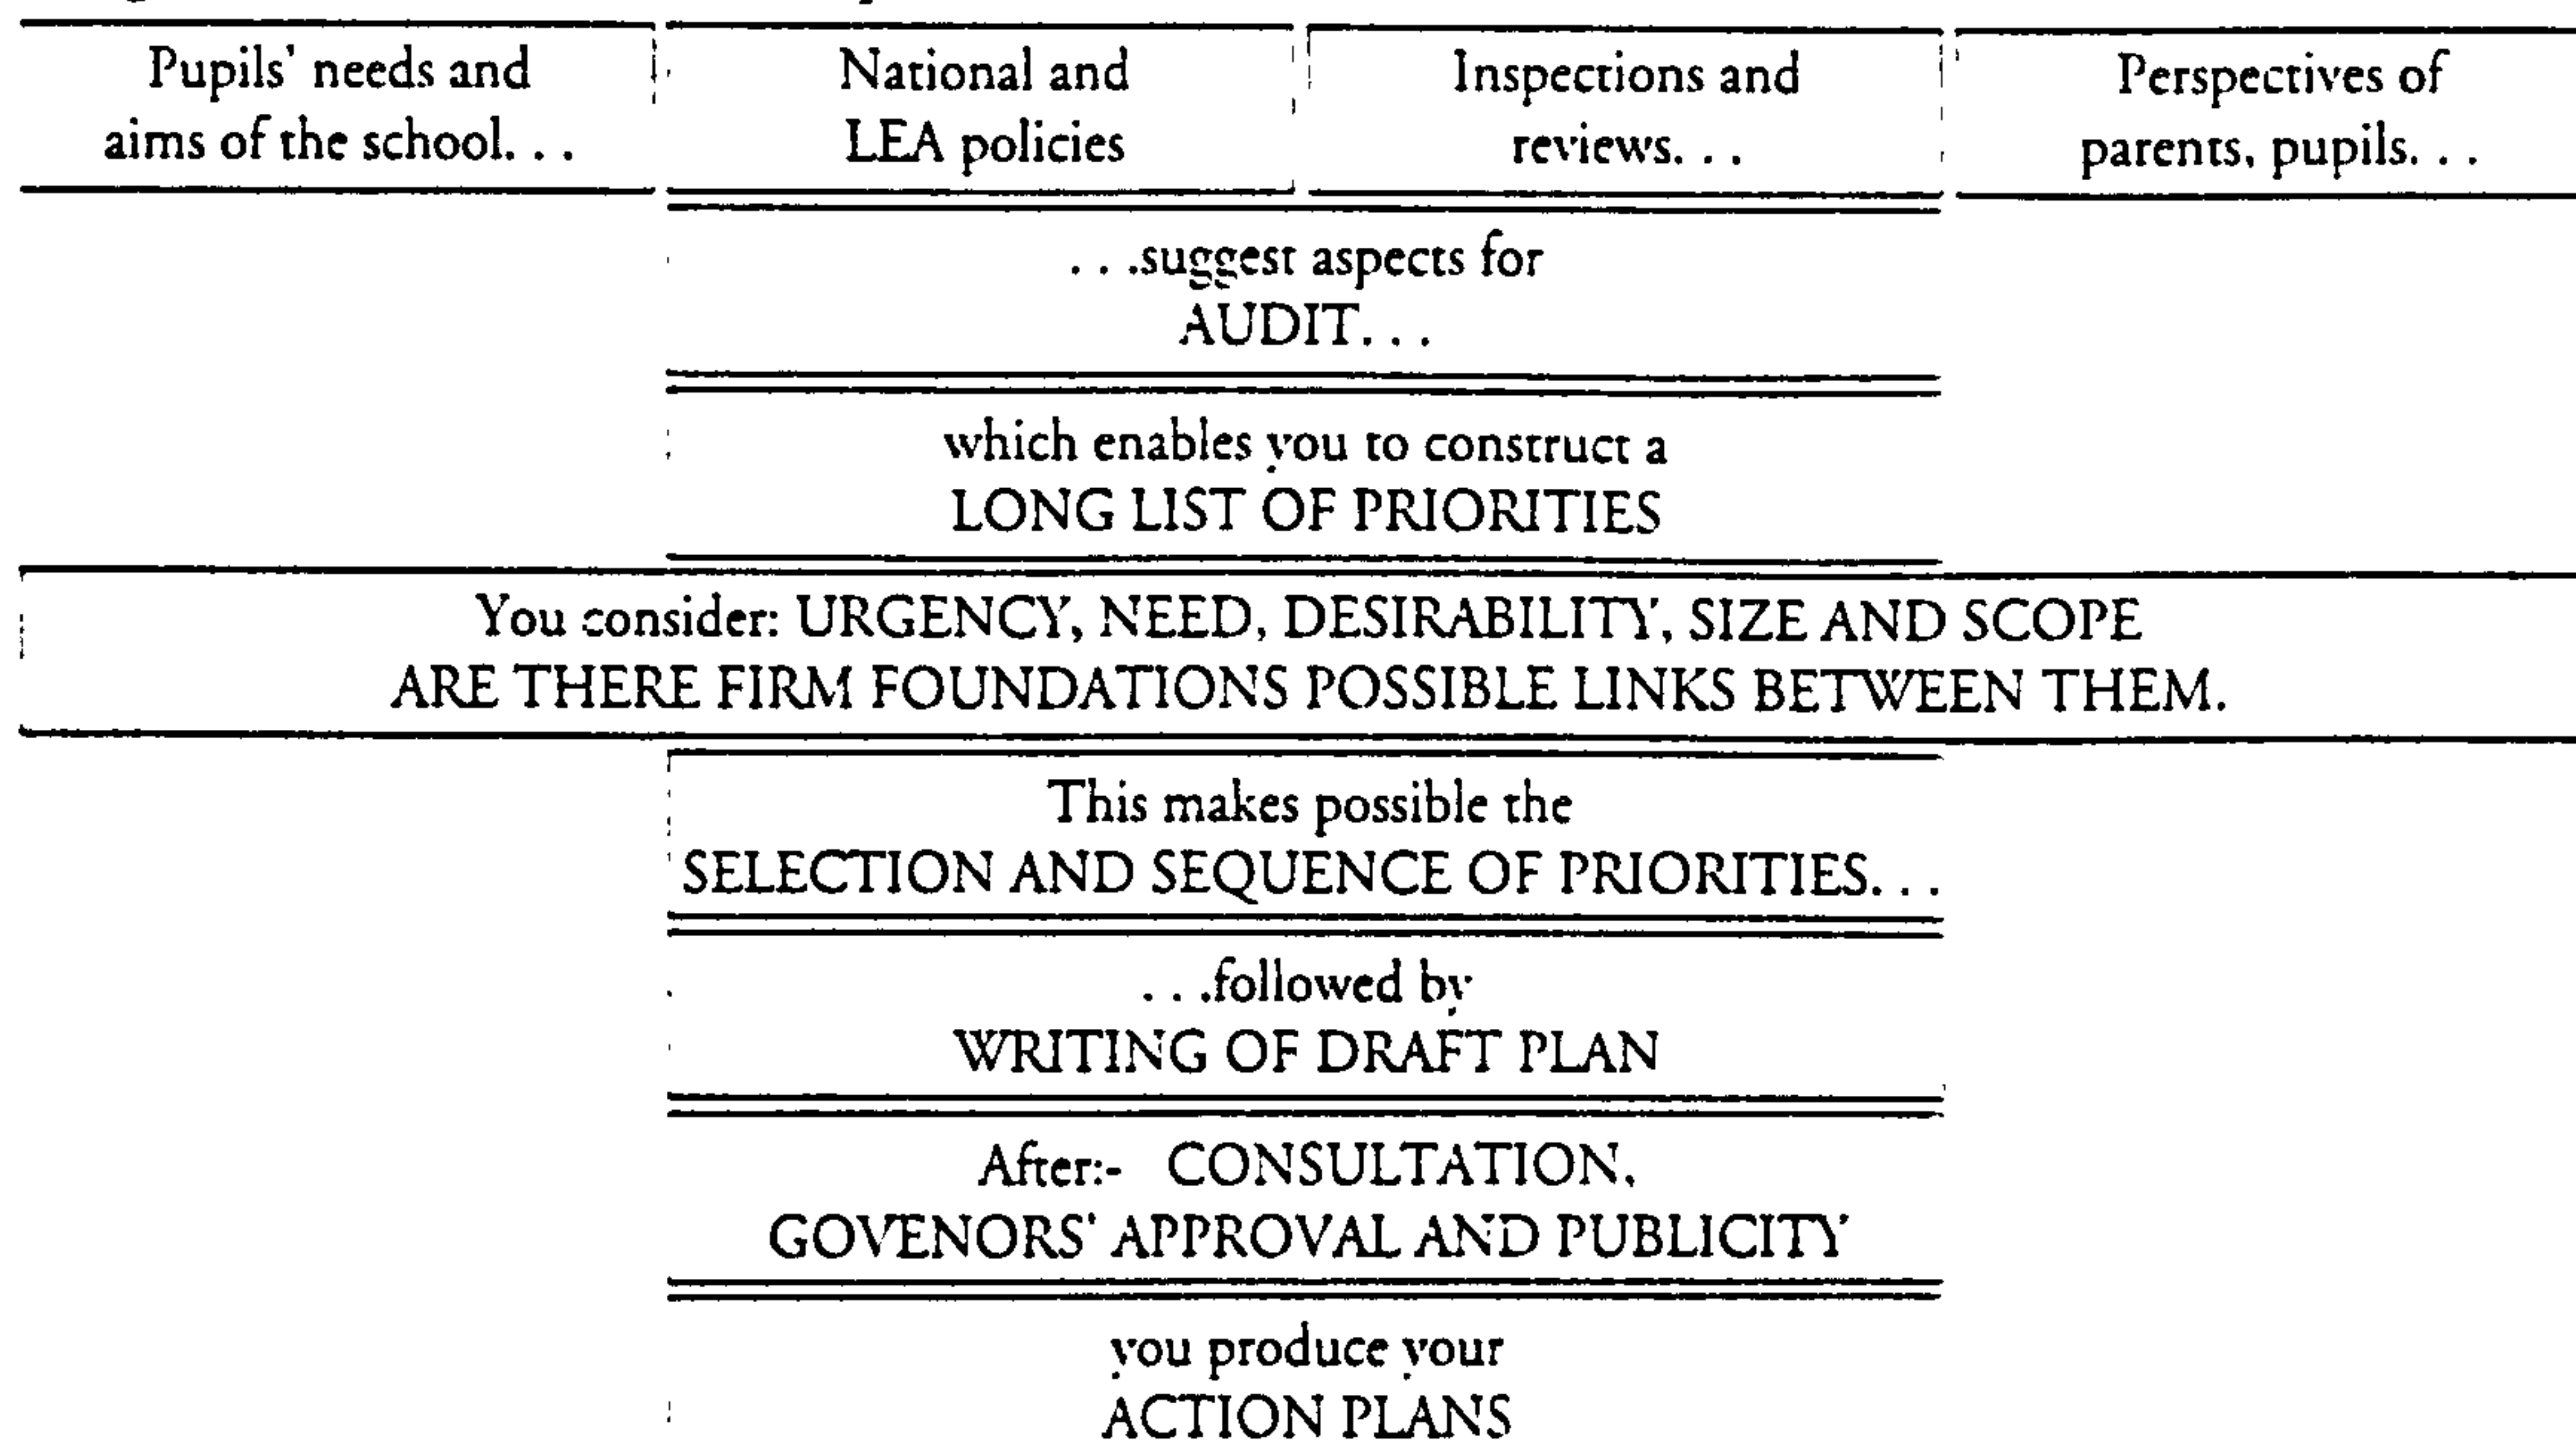 Pupils' needs and
aims of the school. . .
National and
LEA policies
Inspections and
reviews. . .
Perspectives of
parents, pupils. . .
. . .suggest aspects for
AUDIT. . .
which enables you to construct a
LONG LIST OF PRIORITIES
You consider: URGENCY, NEED, DESIRABILITY, SIZE AND SCOPE
ARE THERE FIRM FOUNDATIONS POSSIBLE LINKS BETWEEN THEM.
This makes possible the
SELECTION AND SEQUENCE OF PRIORITIES. . .
. . .followed by
WRITING OF DRAFT PLAN
After:- CONSULTATION,
GOVENORS' APPROVAL AND PUBLICITY
you produce your
ACTION PLANS